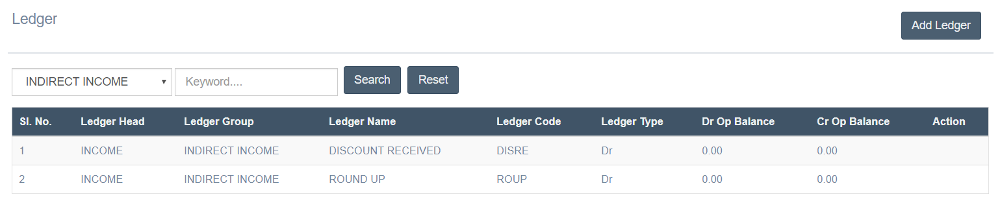 Ledger
Add Ledger
INDIRECT INCOME Keyword.... Search Reset
Sl. No. Ledger Head Ledger Group Ledger Name Ledger Code Ledger Type Dr Op Balance Cr Op Balance Action
1 INCOME INDIRECT INCOME DISCOUNT RECEIVED DISRE Dr 0.00 0.00
2 INCOME INDIRECT INCOME ROUND UP ROUP Dr 0.00 0.00